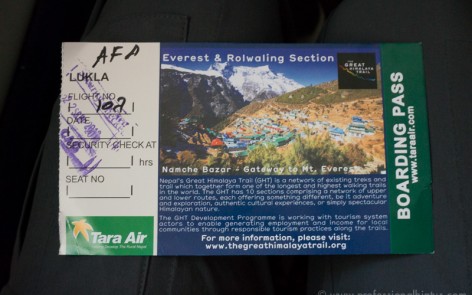 AFA
LUKLA
FLIGHT NO.
102
DATE
SECURITY CHECK AT
hrs
SEAT NO
Tara Air
Everest & Rolwaling Section
THE
GREAT
HIMALAYA
TRAIL
Namche Bazar - Gateway to Mt. Everest
Nepal's Great Himalaya Trail (GHT) is a network of existing treks and
trail which together form one of the longest and highest walking trails
in the world. The GHT has 10 sections comprising a network of upper
and lower routes, each offering something different, be it adventure
and exploration, authentic cultural experiences, or simply spectacular
Himalayan nature.
The GHT Development Programme is working with tourism system
actors to enable generating employment and income for local
communities through responsible tourism practices along the trails.
For more information, please visit:
www.thegreathimalayatrail.org
BOARDING PASS
www.taraair.com